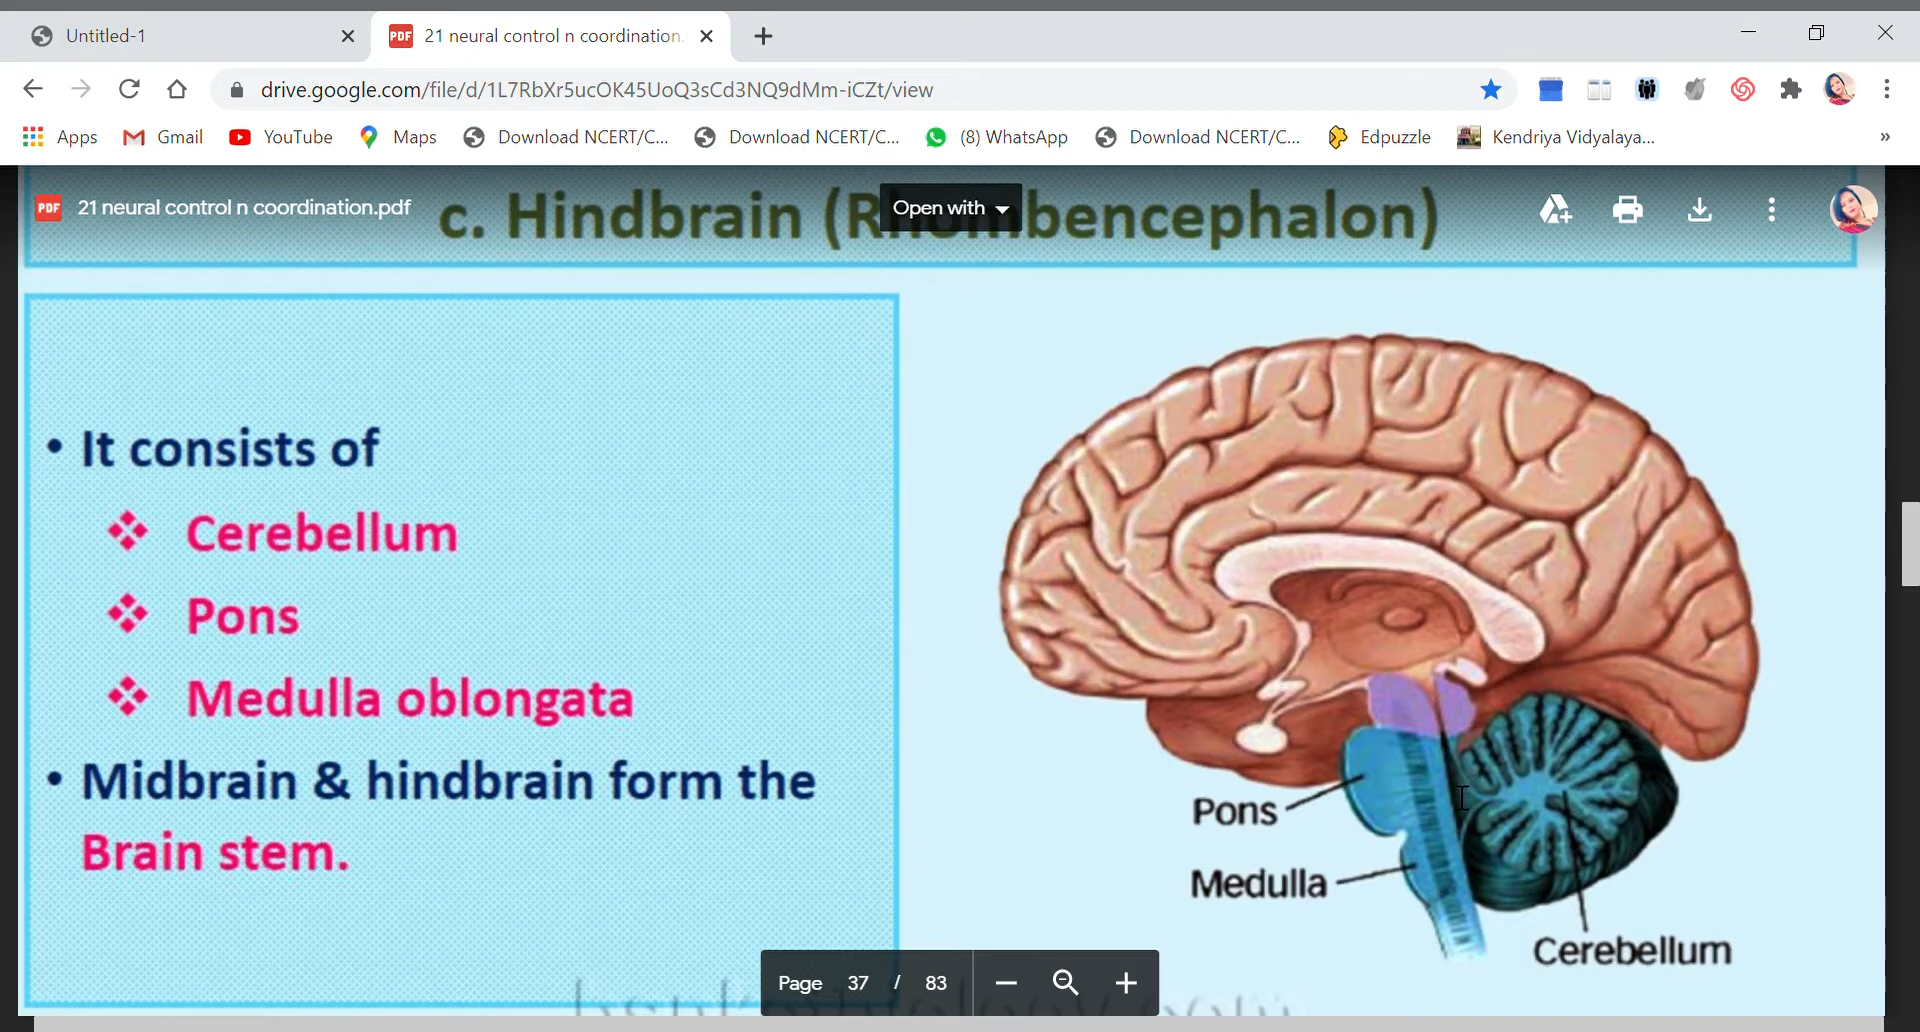 Untitled-1
21 neural control n coordination.
drive.google.com/file/d/1L7RbXr5ucOK45UoQ3sCd3NQ9dMm-iCZt/view
Apps
Gmail
YouTube
Maps
Download NCERT/C...
Download NCERT/C...
(8) WhatsApp
Download NCERT/C...
Edpuzzle
Kendriya Vidyalaya...
»
PDF 21 neural control n coordination.pdf
Open with
c. Hindbrain (Rhombencephalon)
• It consists of
❖ Cerebellum
❖ Pons
❖ Medulla oblongata
• Midbrain & hindbrain form the
Brain stem.
Pons
Medulla
Cerebellum
Page 37 / 83